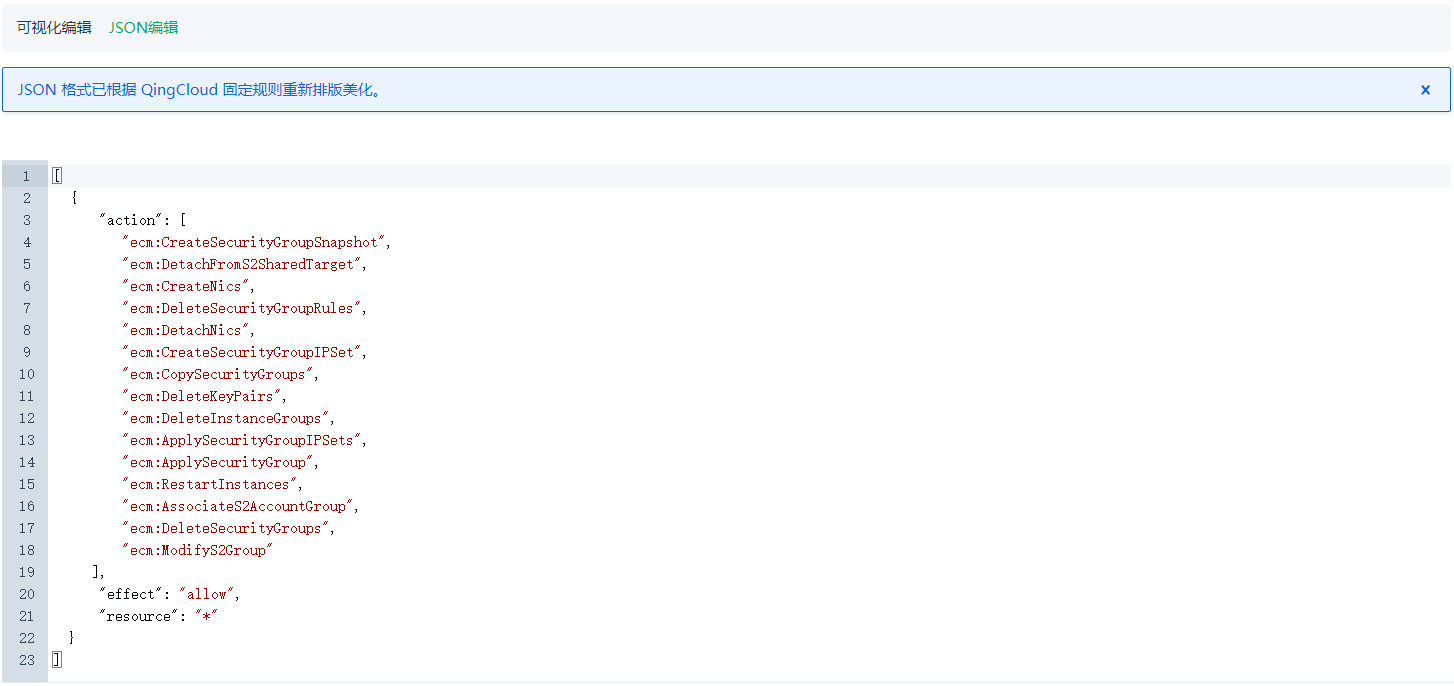 可视化编辑 JSON编辑
JSON 格式已根据 QingCloud 固定规则重新排版美化。 ×
1 [
2 {
3 "action": [
4 "ecm:CreateSecurityGroupSnapshot",
5 "ecm:DetachFromS2SharedTarget",
6 "ecm:CreateNics",
7 "ecm:DeleteSecurityGroupRules",
8 "ecm:DetachNics",
9 "ecm:CreateSecurityGroupIPSet",
10 "ecm:CopySecurityGroups",
11 "ecm:DeleteKeyPairs",
12 "ecm:DeleteInstanceGroups",
13 "ecm:ApplySecurityGroupIPSets",
14 "ecm:ApplySecurityGroup",
15 "ecm:RestartInstances",
16 "ecm:AssociateS2AccountGroup",
17 "ecm:DeleteSecurityGroups",
18 "ecm:ModifyS2Group"
19 ],
20 "effect": "allow",
21 "resource": "*"
22 }
23 ]